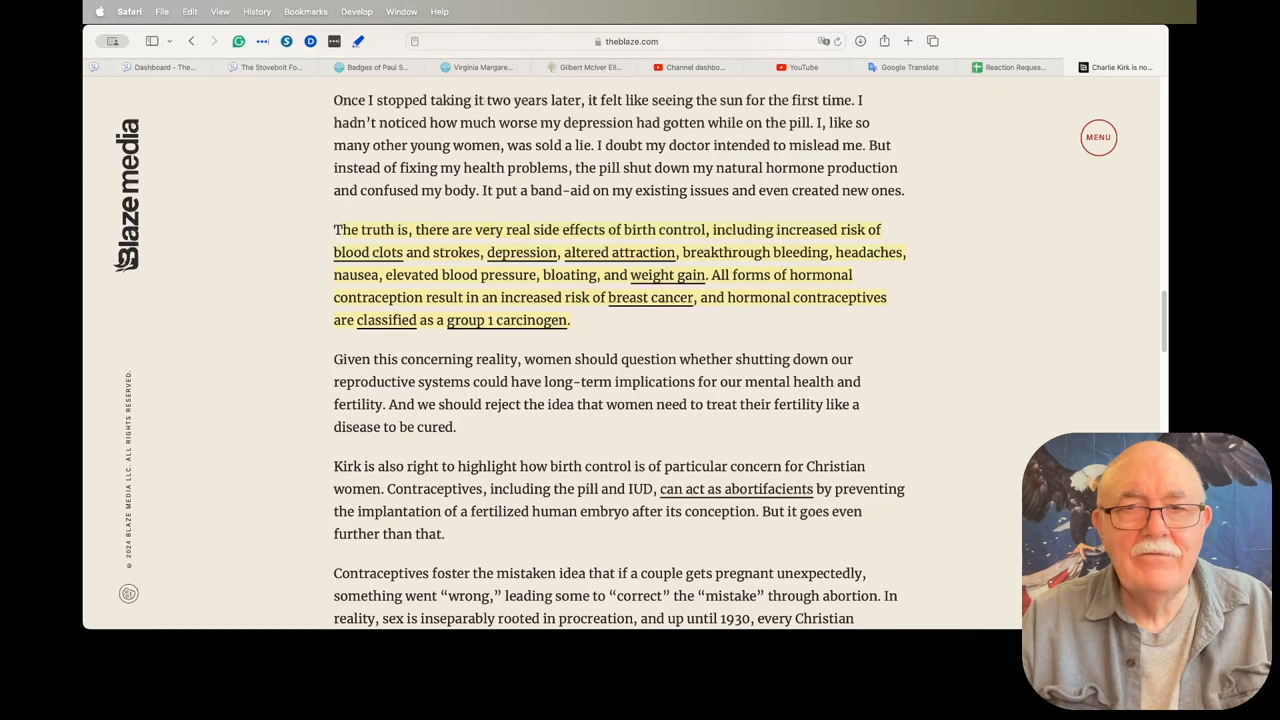 Safari File Edit View History Bookmarks Develop Window Help
theblaze.com
Dashboard - The... The Stovebolt Fo... Badges of Paul S... Virginia Margare... Gilbert McIver Eil... Channel dashbo... YouTube Google Translate Reaction Reques... Charlie Kirk is no...
Blaze media
MENU
Once I stopped taking it two years later, it felt like seeing the sun for the first time. I
hadn’t noticed how much worse my depression had gotten while on the pill. I, like so
many other young women, was sold a lie. I doubt my doctor intended to mislead me. But
instead of fixing my health problems, the pill shut down my natural hormone production
and confused my body. It put a band-aid on my existing issues and even created new ones.
The truth is, there are very real side effects of birth control, including increased risk of
blood clots and strokes, depression, altered attraction, breakthrough bleeding, headaches,
nausea, elevated blood pressure, bloating, and weight gain. All forms of hormonal
contraception result in an increased risk of breast cancer, and hormonal contraceptives
are classified as a group 1 carcinogen.
Given this concerning reality, women should question whether shutting down our
reproductive systems could have long-term implications for our mental health and
fertility. And we should reject the idea that women need to treat their fertility like a
disease to be cured.
Kirk is also right to highlight how birth control is of particular concern for Christian
women. Contraceptives, including the pill and IUD, can act as abortifacients by preventing
the implantation of a fertilized human embryo after its conception. But it goes even
further than that.
Contraceptives foster the mistaken idea that if a couple gets pregnant unexpectedly,
something went “wrong,” leading some to “correct” the “mistake” through abortion. In
reality, sex is inseparably rooted in procreation, and up until 1930, every Christian
© 2024 BLAZE MEDIA LLC. ALL RIGHTS RESERVED.